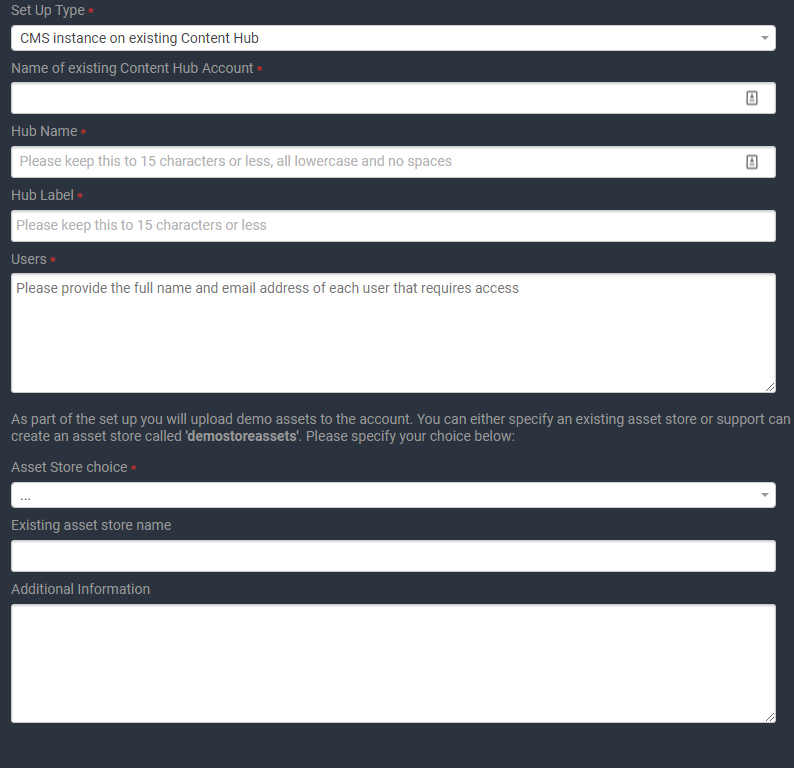 Set Up Type *
CMS instance on existing Content Hub
Name of existing Content Hub Account *
Hub Name *
Please keep this to 15 characters or less, all lowercase and no spaces
Hub Label *
Please keep this to 15 characters or less
Users *
Please provide the full name and email address of each user that requires access
As part of the set up you will upload demo assets to the account. You can either specify an existing asset store or support can
create an asset store called 'demostoreassets'. Please specify your choice below:
Asset Store choice *
...
Existing asset store name
Additional Information